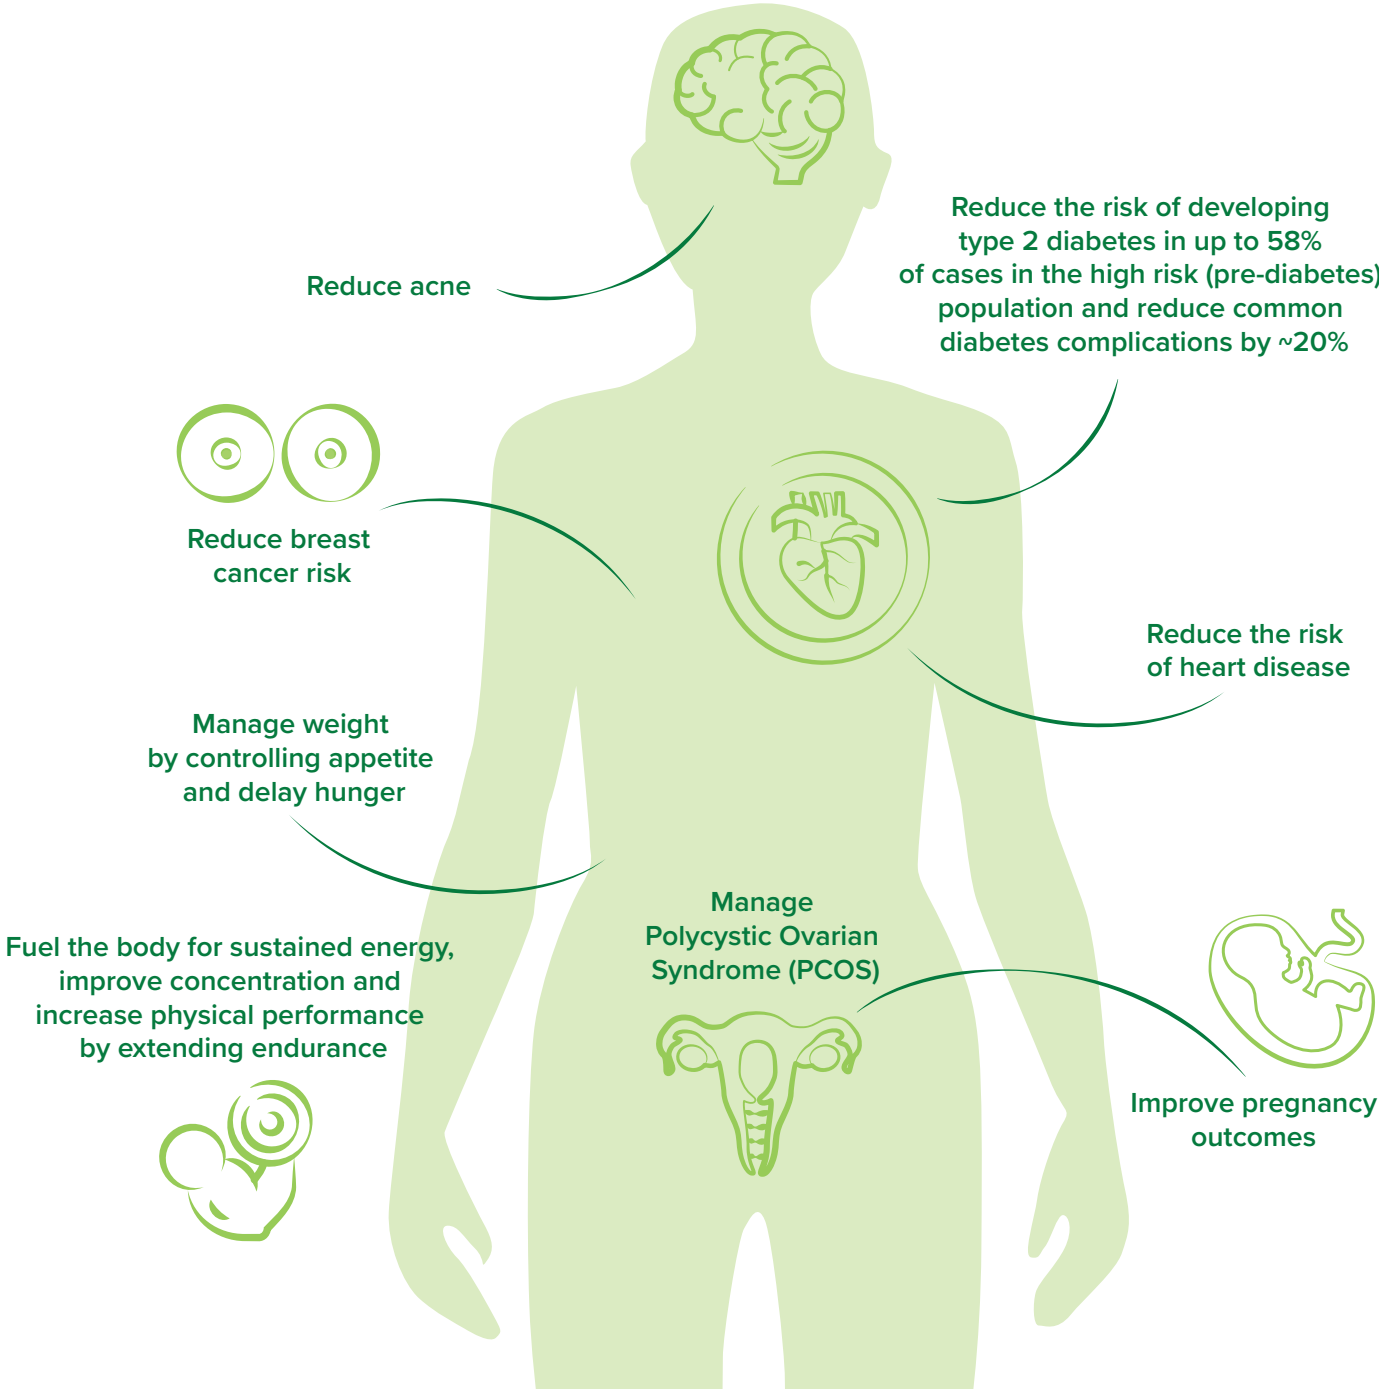 Reduce acne
Reduce the risk of developing
type 2 diabetes in up to 58%
of cases in the high risk (pre-diabetes)
population and reduce common
diabetes complications by ~20%
Reduce breast
cancer risk
Reduce the risk
of heart disease
Manage weight
by controlling appetite
and delay hunger
Manage
Polycystic Ovarian
Syndrome (PCOS)
Fuel the body for sustained energy,
improve concentration and
increase physical performance
by extending endurance
Improve pregnancy
outcomes